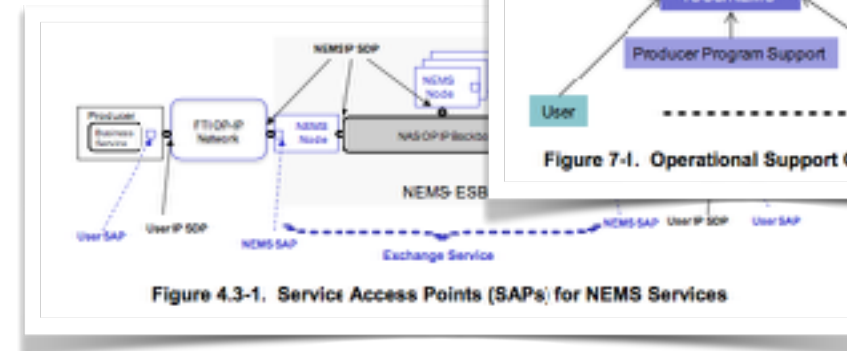 Producer Program Support
User
Figure 7-I. Operational Support
NEMS IP SDP
NEMS
Node
Producer
Business
Service
FTI OP-IP
Network
NEMS
Node
NAS OP IP Backbo
NEMS- ESB
User SAP
User IP SDP
NEMS SAP
NEMS SAP
User IP SDP
User SAP
Exchange Service
Figure 4.3-1. Service Access Points (SAPs) for NEMS Services